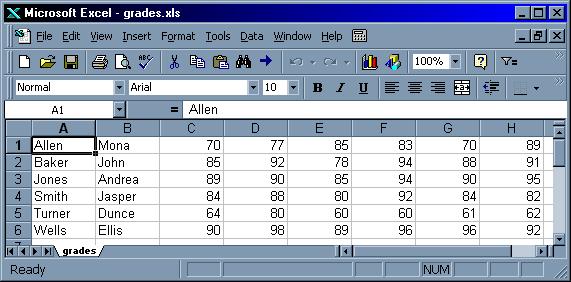 Microsoft Excel - grades.xls
File Edit View Insert Format Tools Data Window Help
100%
Normal Arial 10 B I U
A1 = Allen
A B C D E F G H
1 Allen Mona 70 77 85 83 70 89
2 Baker John 85 92 78 94 88 91
3 Jones Andrea 89 90 85 94 90 95
4 Smith Jasper 84 88 80 92 84 82
5 Turner Dunce 64 80 60 60 61 62
6 Wells Ellis 90 98 89 96 96 92
grades
Ready NUM